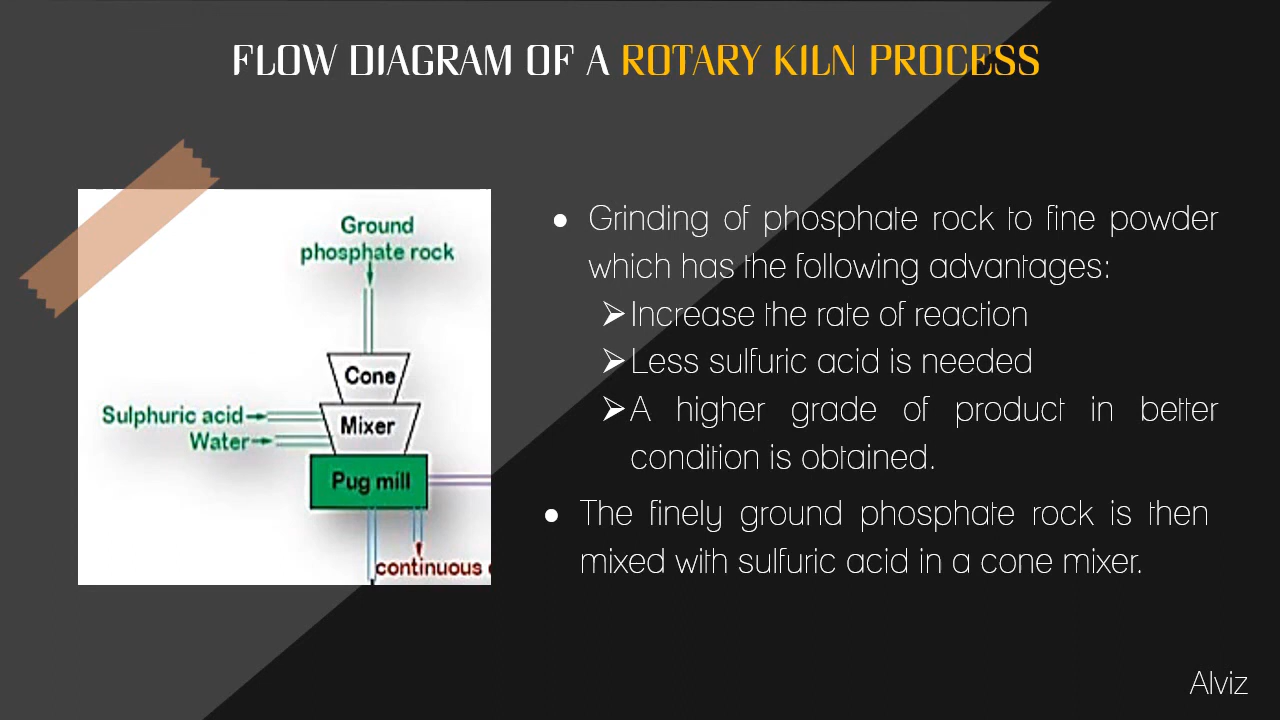 FLOW DIAGRAM OF A ROTARY KILN PROCESS
Ground
phosphate rock
Cone
Sulphuric acid
Mixer
Water
Pug mill
continuous
● Grinding of phosphate rock to fine powder
which has the following advantages:
➢Increase the rate of reaction
➢Less sulfuric acid is needed
➢A higher grade of product in better
condition is obtained.
● The finely ground phosphate rock is then
mixed with sulfuric acid in a cone mixer.
Alviz